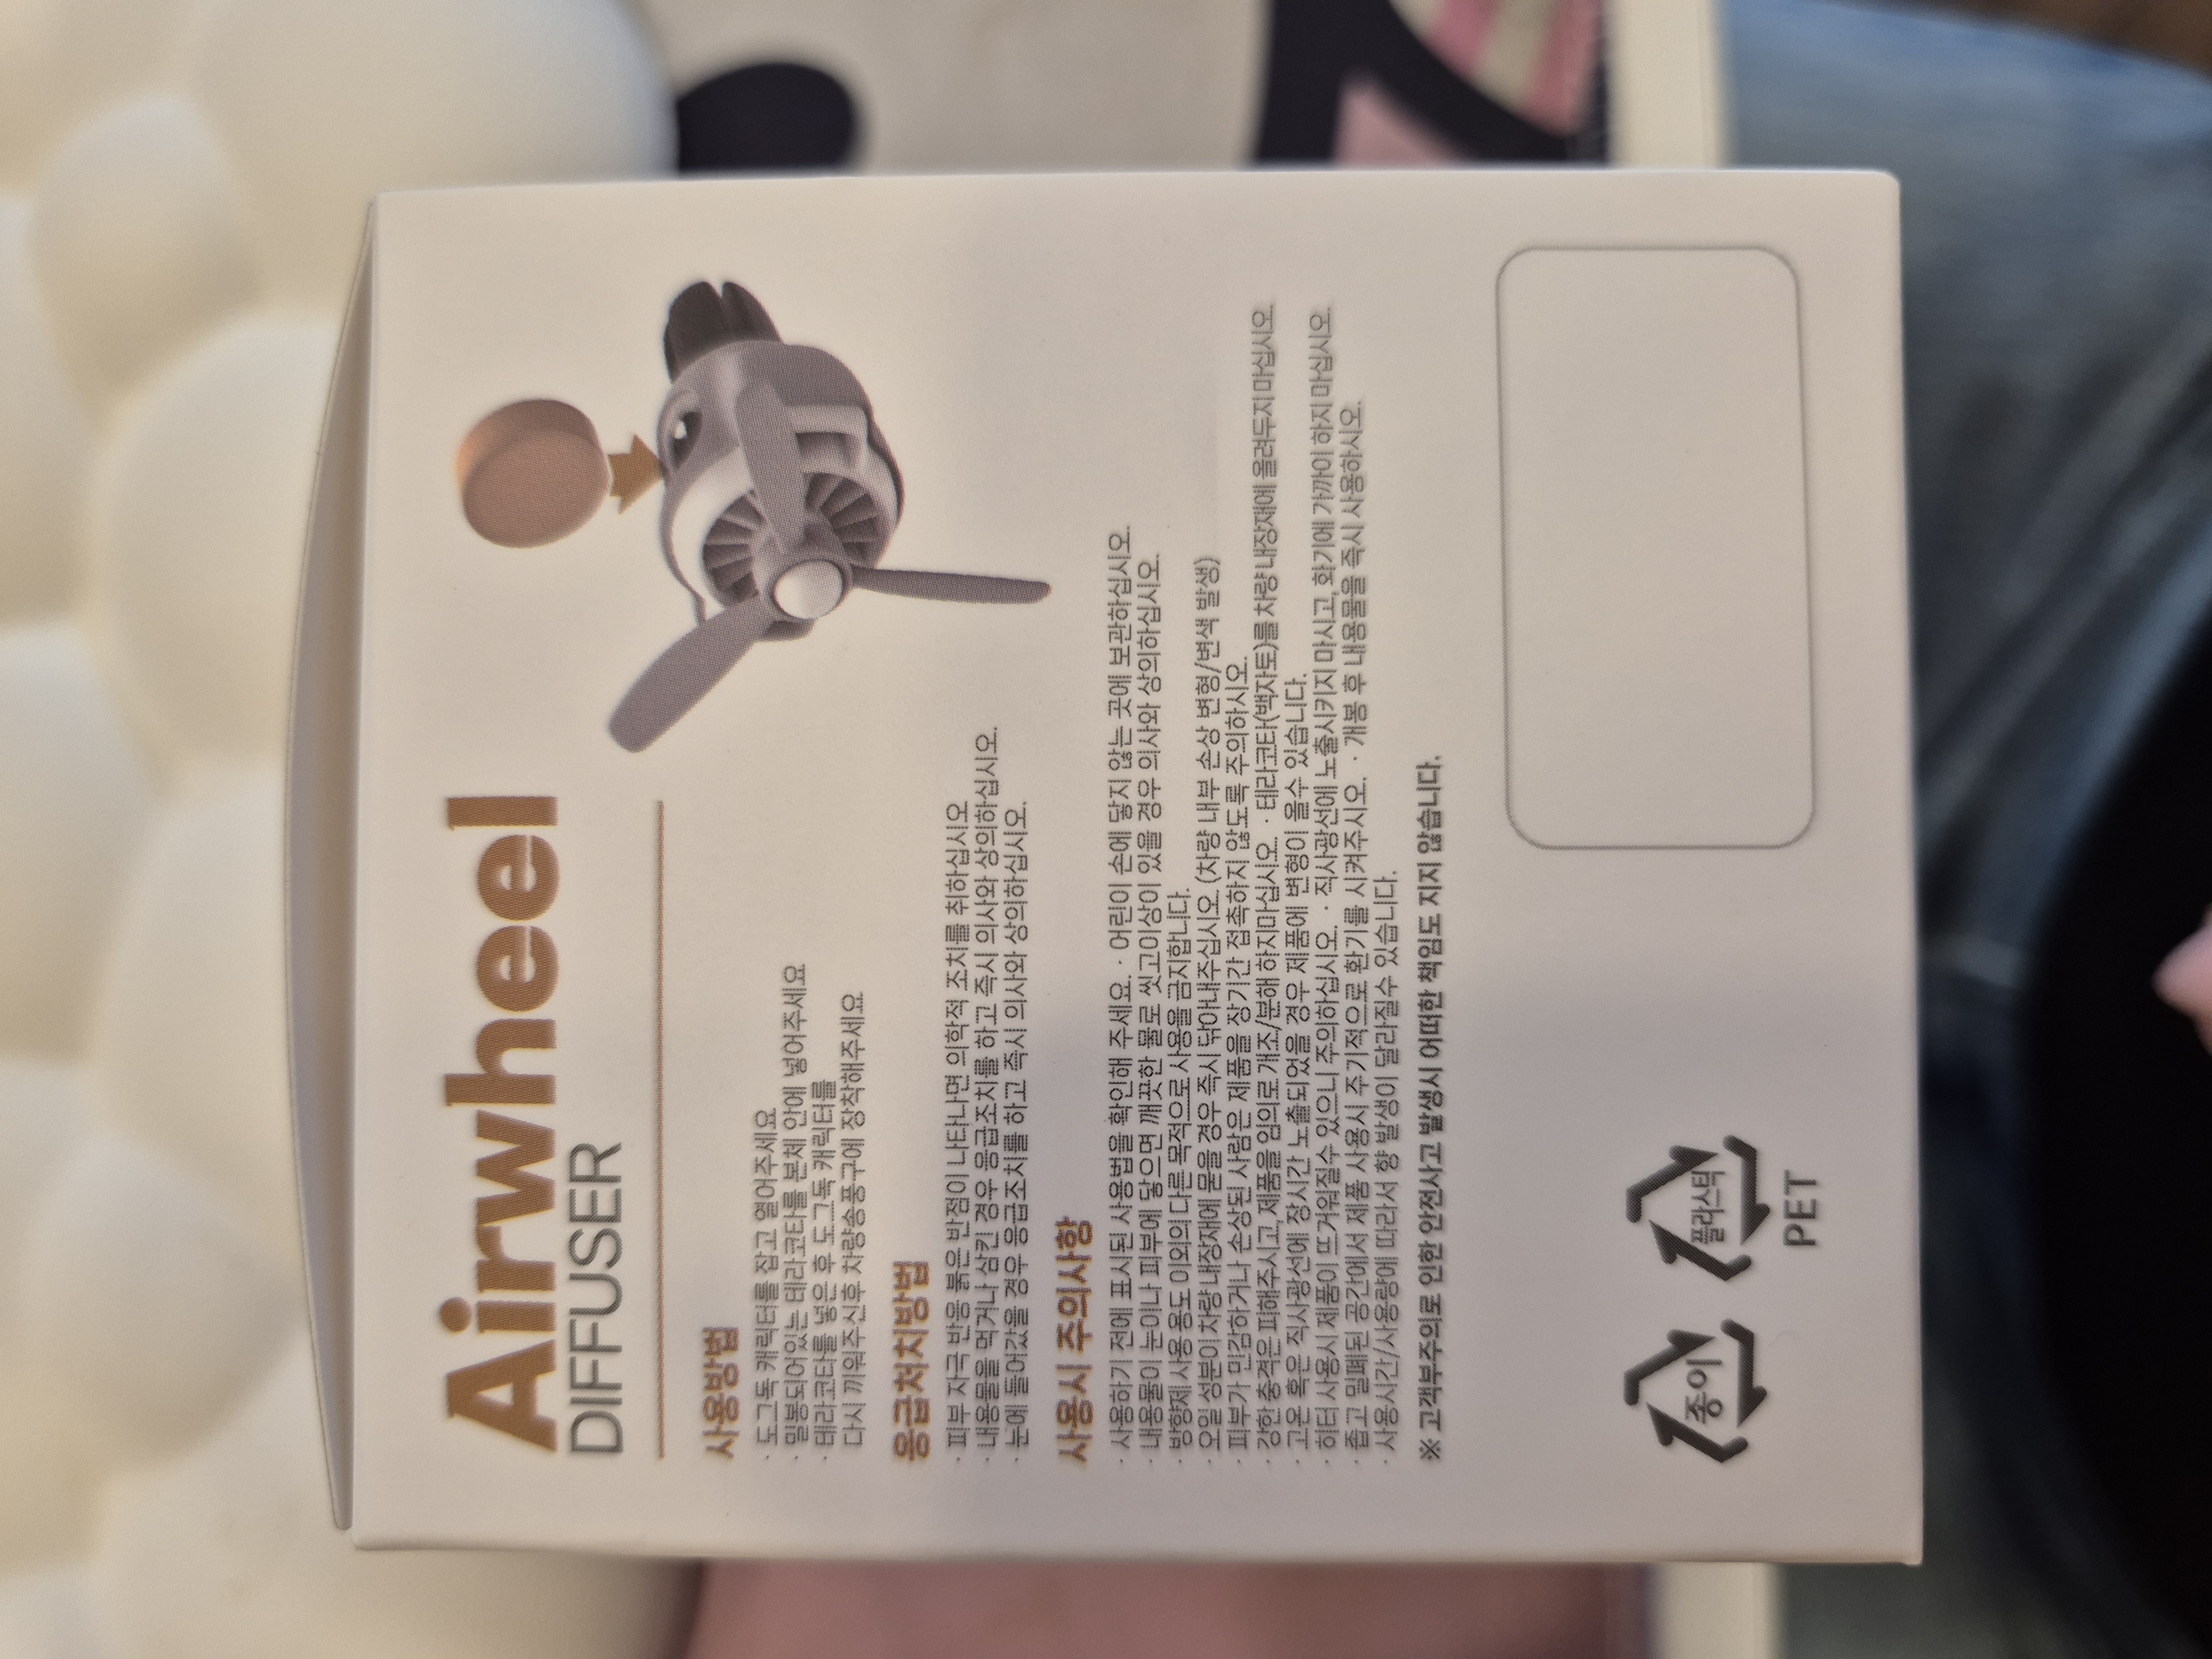 Airwheel
DIFFUSER
사용방법
· 도그독 캐릭터를 잡고 열어주세요
· 밀봉되어있는 테라코타를 본체 안에 넣어주세요
· 테라코타를 넣은 후 도그독 캐릭터를
다시 끼워주신후 차량송풍구에 장착해주세요
응급처치방법
· 피부 자극 반응 붉은 반점이 나타나면 의학적 조치를 취하십시오
· 내용물을 먹거나 삼킨 경우 응급조치를 하고 즉시 의사와 상의하십시오.
· 눈에 들어갔을 경우 응급조치를 하고 즉시 의사와 상의하십시오.
사용시 주의사항
· 사용하기 전에 표시된 사용법을 확인해 주세요. · 어린이 손에 닿지 않는 곳에 보관하십시오.
· 내용물이 눈이나 피부에 닿으면 깨끗한 물로 씻고이상이 있을 경우 의사와 상의하십시오.
· 방향제 사용 용도 이외의 다른 목적으로 사용을 금지합니다.
· 오일 성분이 차량 내장재에 묻을 경우 즉시 닦아내주십시오. (차량 내부 손상 변형/변색 발생)
· 피부가 민감하거나 손상된 사람은 제품을 장기간 접촉하지 않도록 주의하시오.
· 강한 충격은 피해주시고, 제품을 임의로 개조/분해 하지마십시오. · 테라코타(백자토)를 차량 내장재에 올려두지 마십시오.
· 고온 혹은 직사광선에 장시간 노출되었을 경우 제품에 변형이 올수 있습니다.
· 히터 사용시 제품이 뜨거워질수 있으니 주의하십시오. · 직사광선에 노출시키지 마시고, 화기에 가까이 하지 마십시오.
· 좁고 밀폐된 공간에서 제품 사용시 주기적으로 환기를 시켜주시오. · 개봉 후 내용물을 즉시 사용하시오.
· 사용시간/사용량에 따라서 향 발생이 달라질수 있습니다.
※ 고객부주의로 인한 안전사고 발생시 어떠한 책임도 지지 않습니다.
종이
플라스틱
PET